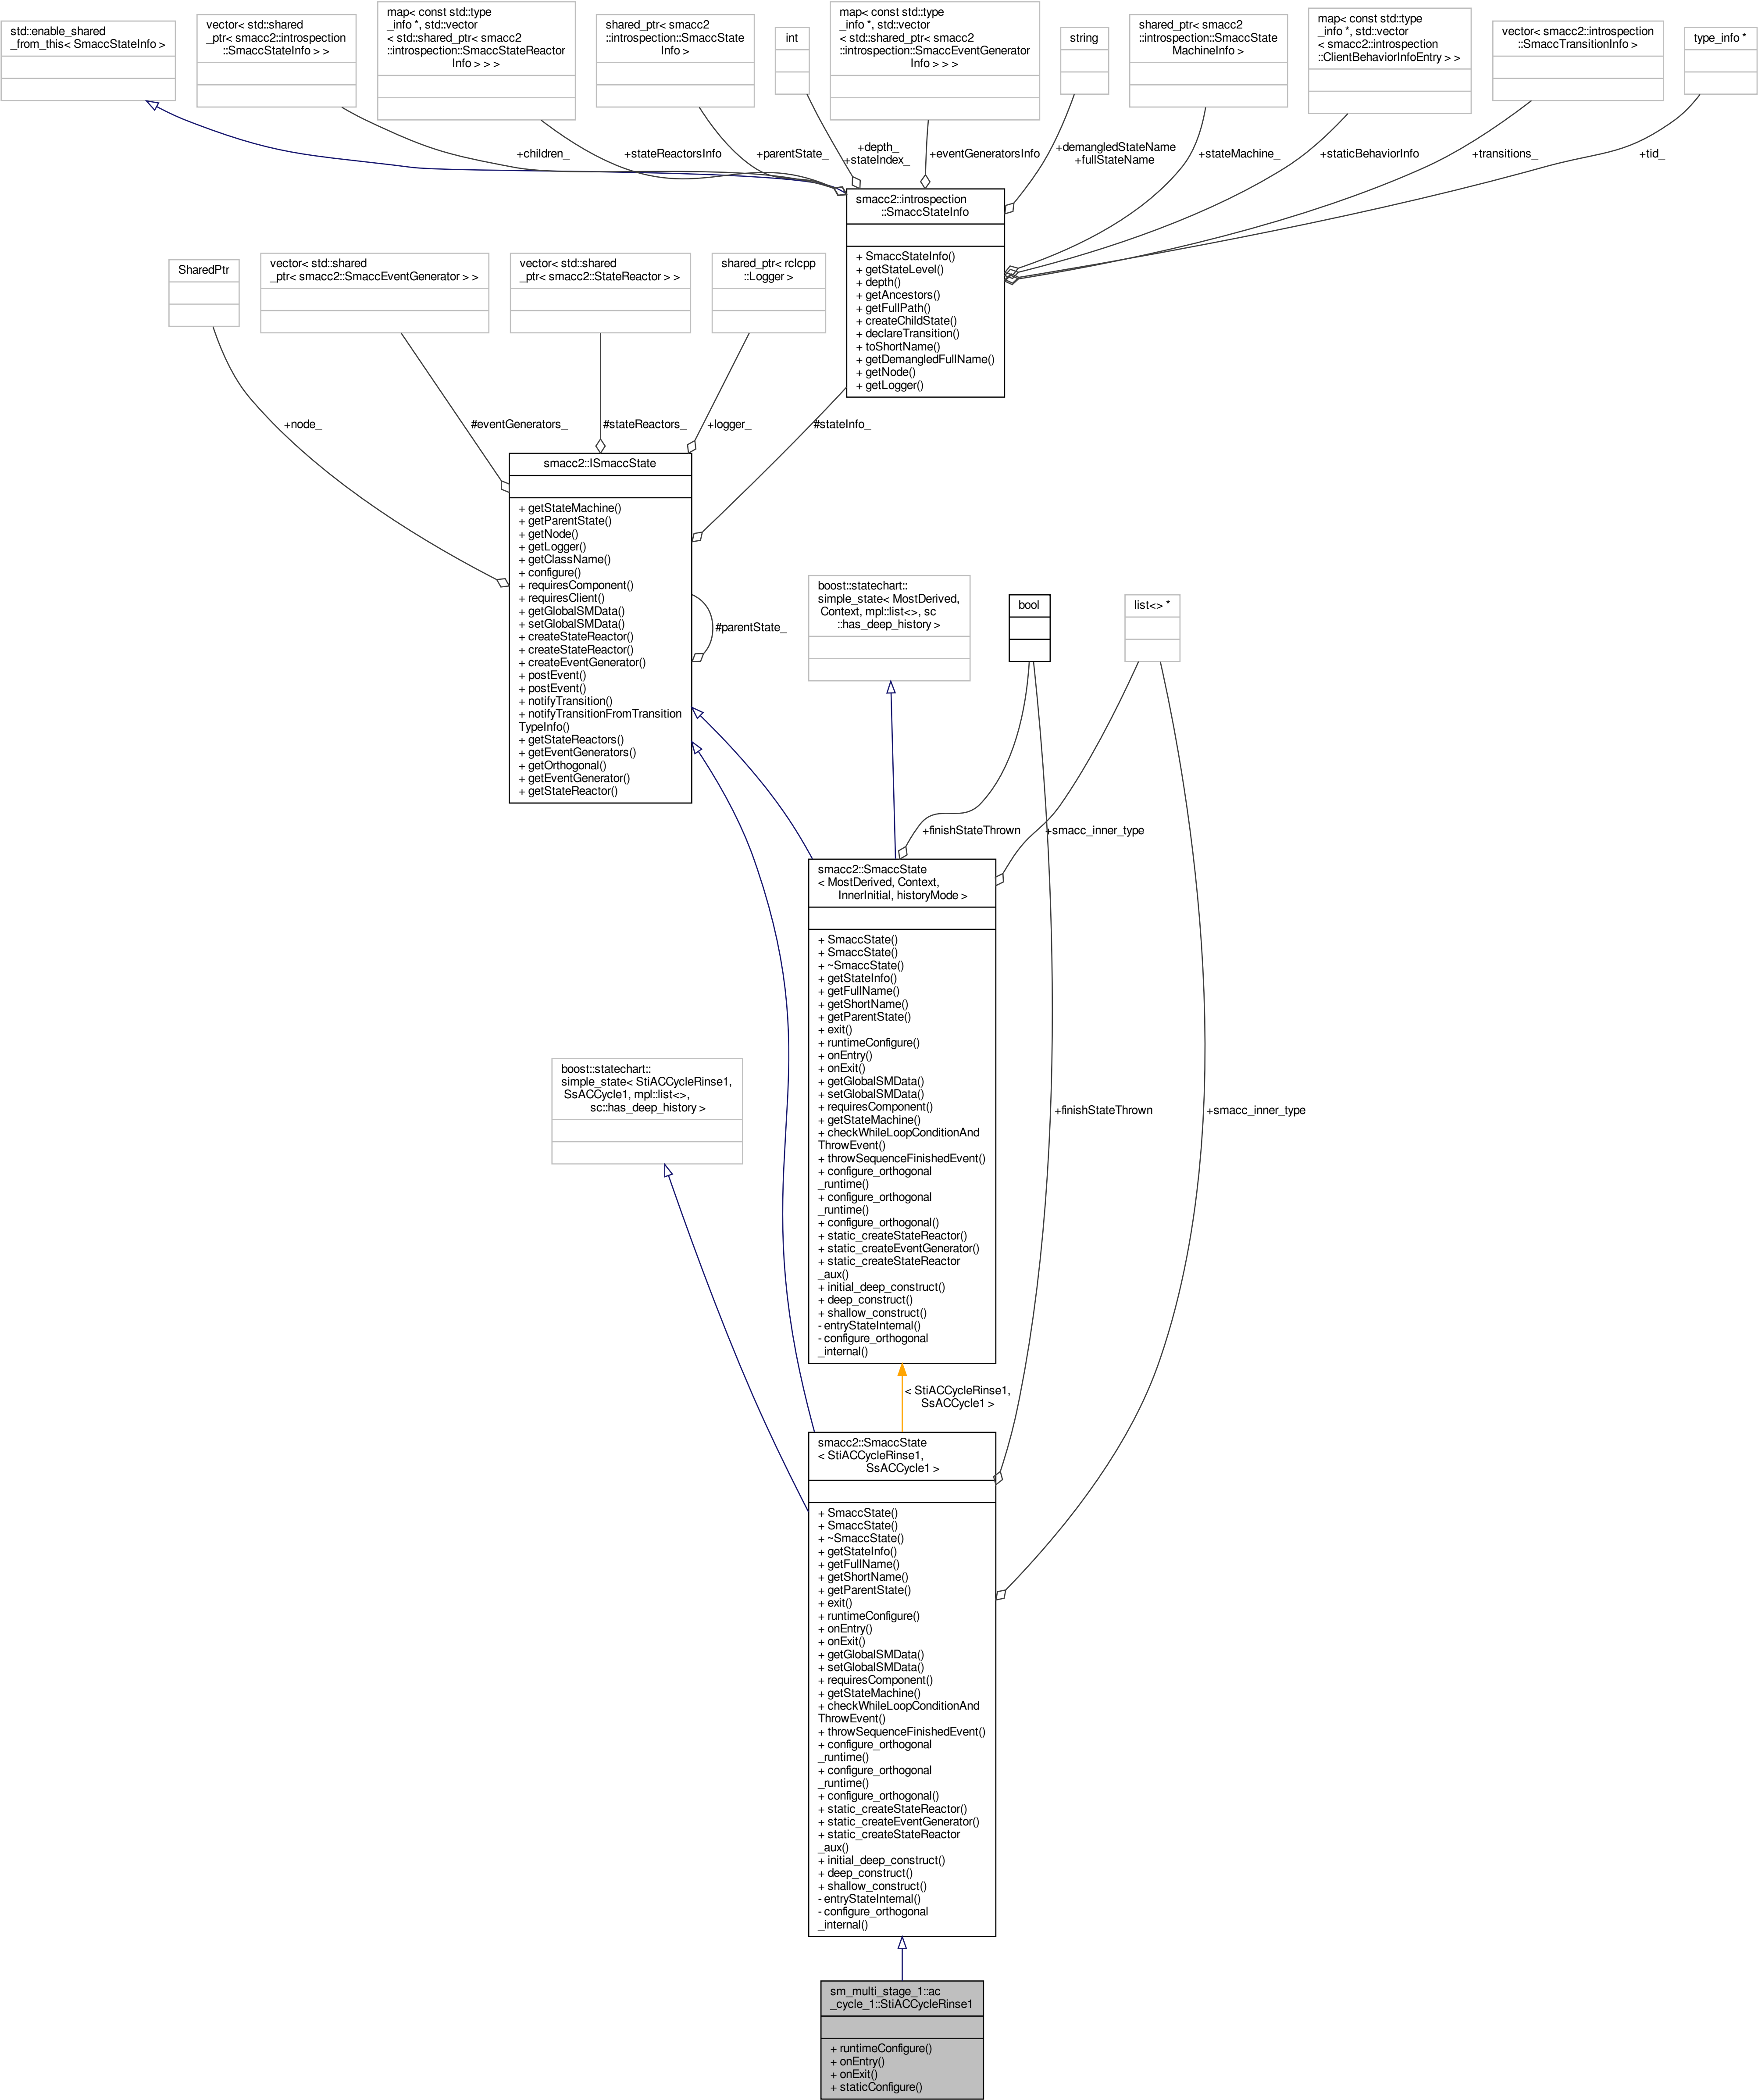 std::enable_shared
_from_this< SmaccStateInfo >
vector< std::shared
_ptr< smacc2::introspection
::SmaccStateInfo > >
map< const std::type
_info *, std::vector
< std::shared_ptr< smacc2
::introspection::SmaccStateReactor
Info > > >
shared_ptr< smacc2
::introspection::SmaccState
Info >
int
map< const std::type
_info *, std::vector
< std::shared_ptr< smacc2
::introspection::SmaccEventGenerator
Info > > >
string
shared_ptr< smacc2
::introspection::SmaccState
MachineInfo >
map< const std::type
_info *, std::vector
< smacc2::introspection
::ClientBehaviorInfoEntry > >
vector< smacc2::introspection
::SmaccTransitionInfo >
type_info *
+children_
+stateReactorsInfo
+parentState_
+depth_
+stateIndex_
+eventGeneratorsInfo
+demangledStateName
+fullStateName
+stateMachine_
+staticBehaviorInfo
+transitions_
+tid_
smacc2::introspection
::SmaccStateInfo
+ SmaccStateInfo()
+ getStateLevel()
+ depth()
+ getAncestors()
+ getFullPath()
+ createChildState()
+ declareTransition()
+ toShortName()
+ getDemangledFullName()
+ getNode()
+ getLogger()
SharedPtr
vector< std::shared
_ptr< smacc2::SmaccEventGenerator > >
vector< std::shared
_ptr< smacc2::StateReactor > >
shared_ptr< rclcpp
::Logger >
+node_
#eventGenerators_
#stateReactors_
+logger_
#stateInfo_
smacc2::ISmaccState
+ getStateMachine()
+ getParentState()
+ getNode()
+ getLogger()
+ getClassName()
+ configure()
+ requiresComponent()
+ requiresClient()
+ getGlobalSMData()
+ setGlobalSMData()
+ createStateReactor()
+ createStateReactor()
+ createEventGenerator()
+ postEvent()
+ postEvent()
+ notifyTransition()
+ notifyTransitionFromTransition
TypeInfo()
+ getStateReactors()
+ getEventGenerators()
+ getOrthogonal()
+ getEventGenerator()
+ getStateReactor()
#parentState_
boost::statechart::
simple_state< MostDerived,
Context, mpl::list<>, sc
::has_deep_history >
bool
list<> *
+finishStateThrown
+smacc_inner_type
smacc2::SmaccState
< MostDerived, Context,
InnerInitial, historyMode >
+ SmaccState()
+ SmaccState()
+ ~SmaccState()
+ getStateInfo()
+ getFullName()
+ getShortName()
+ getParentState()
+ exit()
+ runtimeConfigure()
+ onEntry()
+ onExit()
+ getGlobalSMData()
+ setGlobalSMData()
+ requiresComponent()
+ getStateMachine()
+ checkWhileLoopConditionAnd
ThrowEvent()
+ throwSequenceFinishedEvent()
+ configure_orthogonal
_runtime()
+ configure_orthogonal
_runtime()
+ configure_orthogonal()
+ static_createStateReactor()
+ static_createEventGenerator()
+ static_createStateReactor
_aux()
+ initial_deep_construct()
+ deep_construct()
+ shallow_construct()
- entryStateInternal()
- configure_orthogonal
_internal()
boost::statechart::
simple_state< StiACCycleRinse1,
SsACCycle1, mpl::list<>,
sc::has_deep_history >
+finishStateThrown
+smacc_inner_type
< StiACCycleRinse1,
SsACCycle1 >
smacc2::SmaccState
< StiACCycleRinse1,
SsACCycle1 >
+ SmaccState()
+ SmaccState()
+ ~SmaccState()
+ getStateInfo()
+ getFullName()
+ getShortName()
+ getParentState()
+ exit()
+ runtimeConfigure()
+ onEntry()
+ onExit()
+ getGlobalSMData()
+ setGlobalSMData()
+ requiresComponent()
+ getStateMachine()
+ checkWhileLoopConditionAnd
ThrowEvent()
+ throwSequenceFinishedEvent()
+ configure_orthogonal
_runtime()
+ configure_orthogonal
_runtime()
+ configure_orthogonal()
+ static_createStateReactor()
+ static_createEventGenerator()
+ static_createStateReactor
_aux()
+ initial_deep_construct()
+ deep_construct()
+ shallow_construct()
- entryStateInternal()
- configure_orthogonal
_internal()
sm_multi_stage_1::ac
_cycle_1::StiACCycleRinse1
+ runtimeConfigure()
+ onEntry()
+ onExit()
+ staticConfigure()